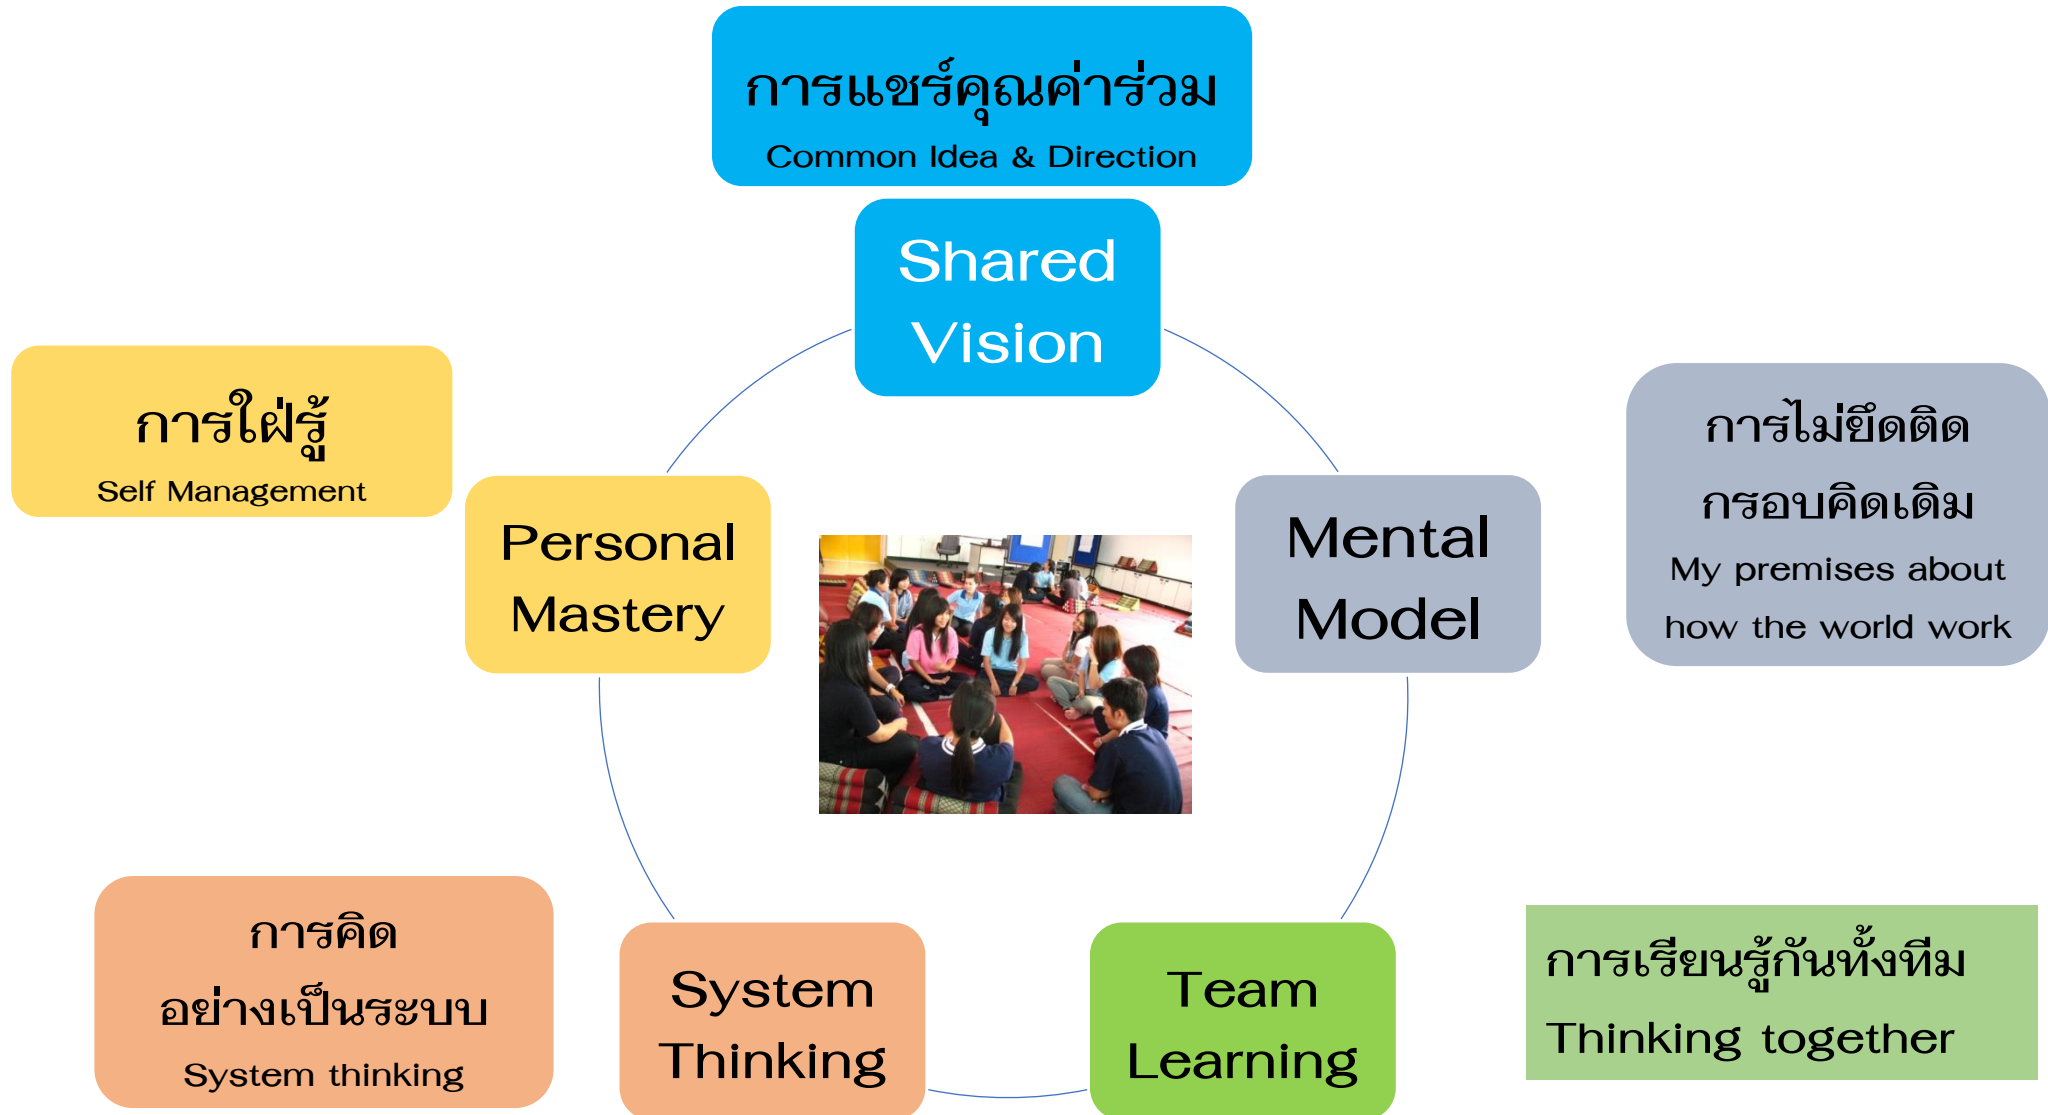 การแชร์คุณค่าร่วม
Common Idea & Direction
Shared
Vision
การใฝ่รู้
Self Management
Personal
Mastery
Mental
Model
การไม่ยึดติด
กรอบคิดเดิม
My premises about
how the world work
การคิด
อย่างเป็นระบบ
System thinking
System
Thinking
Team
Learning
การเรียนรู้กันทั้งทีม
Thinking together